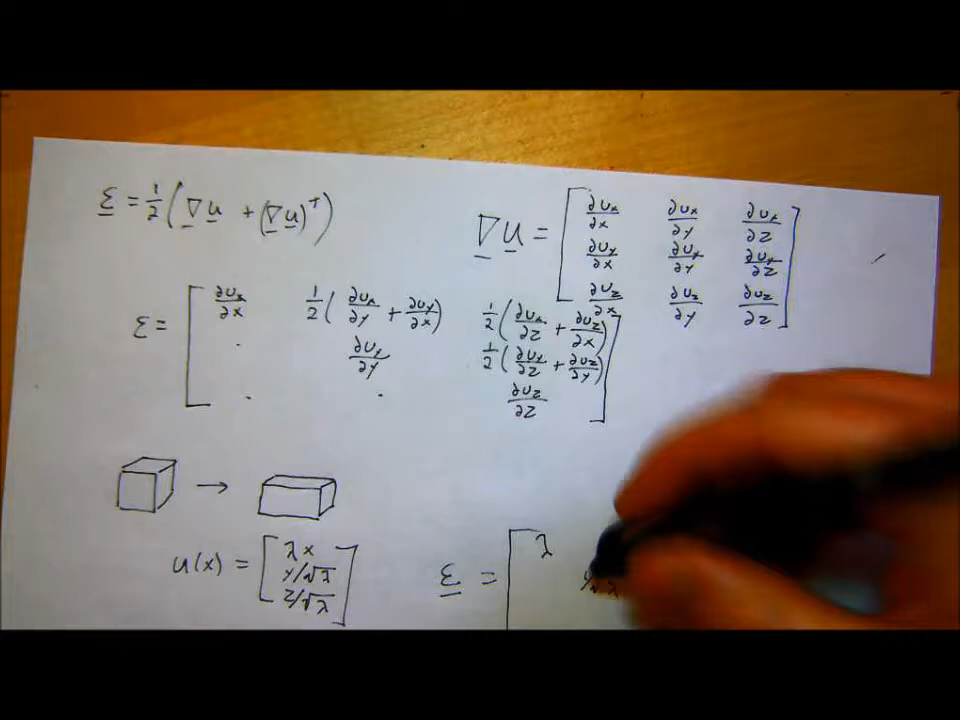 ε = 1/2 (∇u + (∇u)ᵀ)
∇u = [ ∂uₓ/∂x ∂uₓ/∂y ∂uₓ/∂z
∂u_y/∂x ∂u_y/∂y ∂u_y/∂z
∂u_z/∂x ∂u_z/∂y ∂u_z/∂z ]
ε = [ ∂uₓ/∂x 1/2 (∂uₓ/∂y + ∂u_y/∂x) 1/2 (∂uₓ/∂z + ∂u_z/∂x)
· ∂u_y/∂y 1/2 (∂u_y/∂z + ∂u_z/∂y)
· · ∂u_z/∂z ]
→
u(x) = [ λx
y/√λ
z/√λ ]
ε = [ λ
1/√λ